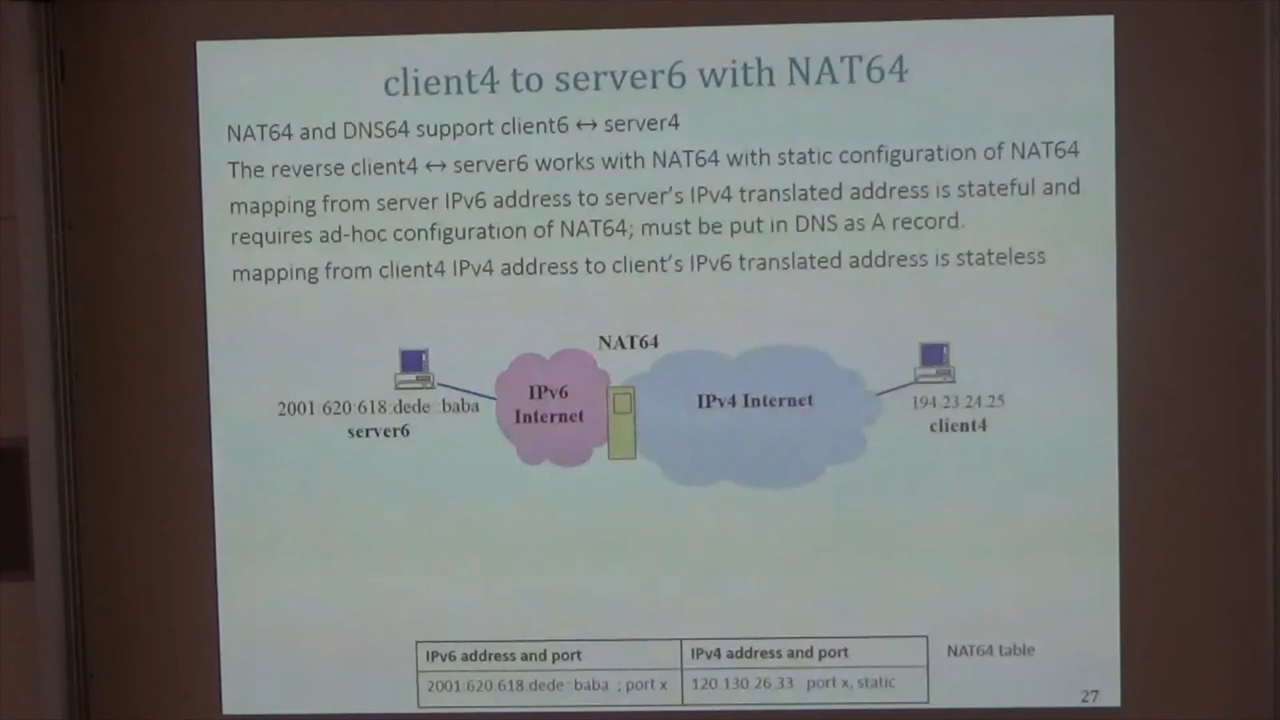 client4 to server6 with NAT64
NAT64 and DNS64 support client6 ↔ server4
The reverse client4 ↔ server6 works with NAT64 with static configuration of NAT64
mapping from server IPv6 address to server's IPv4 translated address is stateful and
requires ad-hoc configuration of NAT64; must be put in DNS as A record.
mapping from client4 IPv4 address to client's IPv6 translated address is stateless
NAT64
IPv6
Internet
IPv4 Internet
2001:620:618:dede::baba
server6
194.23.24.25
client4
IPv6 address and port
IPv4 address and port
NAT64 table
2001:620:618:dede::baba ; port x
120.130.26.33 port x, static
27